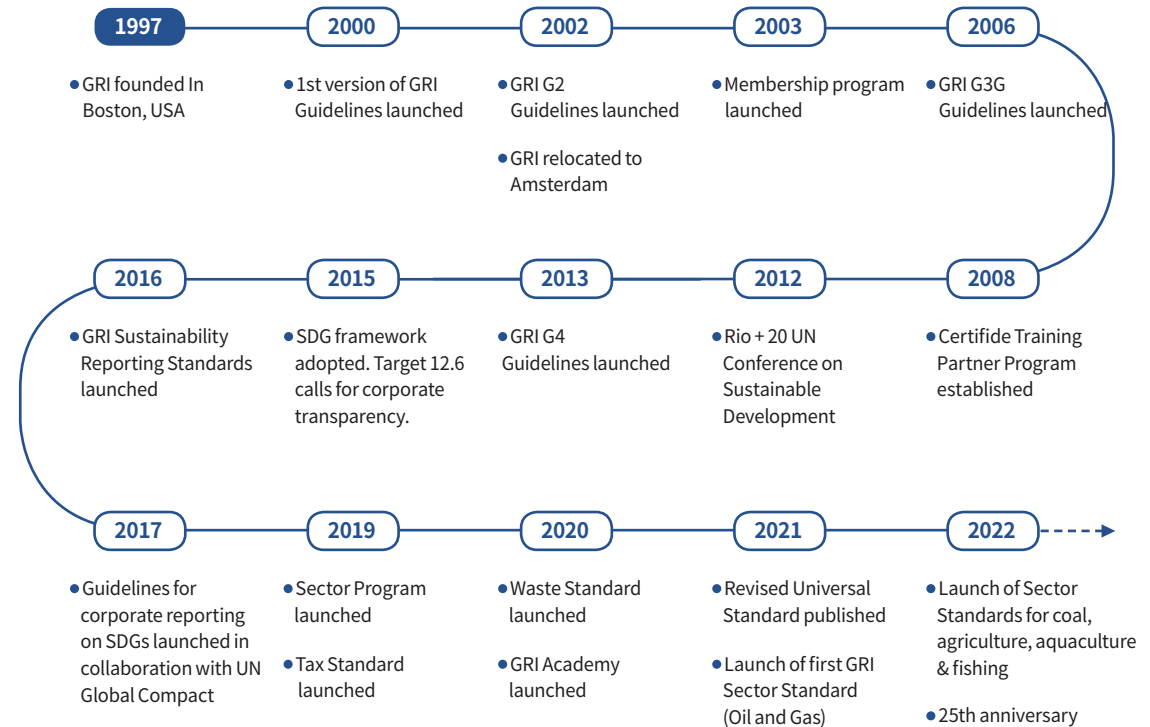 1997
GRI founded In
Boston, USA
2000
1st version of GRI
Guidelines launched
2002
GRI G2
Guidelines launched
GRI relocated to
Amsterdam
2003
Membership program
launched
2006
GRI G3G
Guidelines launched
2008
Certifide Training
Partner Program
established
2012
Rio + 20 UN
Conference on
Sustainable
Development
2013
GRI G4
Guidelines launched
2015
SDG framework
adopted. Target 12.6
calls for corporate
transparency.
2016
GRI Sustainability
Reporting Standards
launched
2017
Guidelines for
corporate reporting
on SDGs launched in
collaboration with UN
Global Compact
2019
Sector Program
launched
Tax Standard
launched
2020
Waste Standard
launched
GRI Academy
launched
2021
Revised Universal
Standard published
Launch of first GRI
Sector Standard
(Oil and Gas)
2022
Launch of Sector
Standards for coal,
agriculture, aquaculture
& fishing
25th anniversary